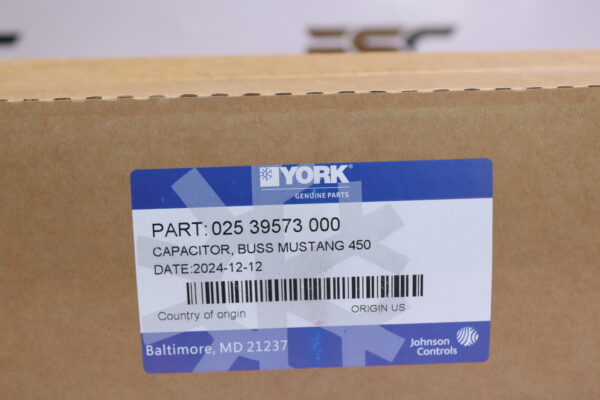 ESC
YORK®
GENUINE PARTS
PART: 025 39573 000
CAPACITOR, BUSS MUSTANG 450
DATE:2024-12-12
Country of origin
ORIGIN US
Baltimore, MD 21237
Johnson
Controls